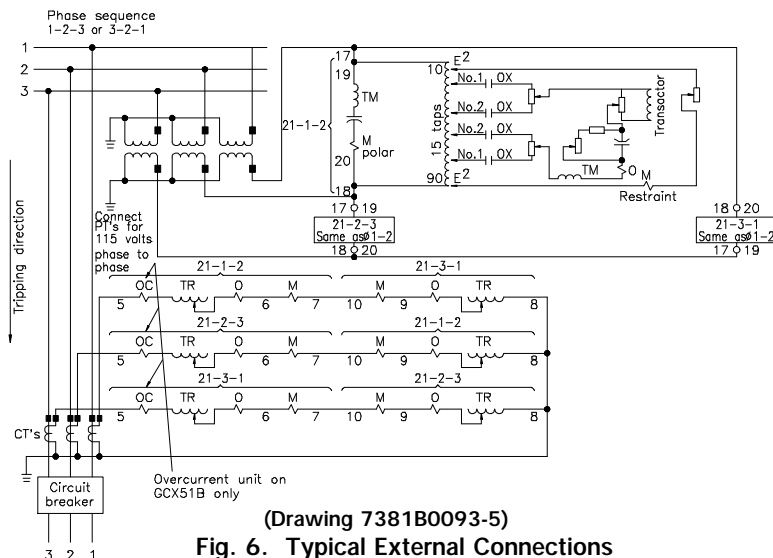 Phase sequence
1-2-3 or 3-2-1
1
2
3
17
19
TM
21-1-2
M
polar
20
18
E2
10
No.1 OX
No.2 OX
15 taps
No.2 OX
No.1 OX
90 E2
Transactor
TM
O
M
Restraint
Connect
PT's for
115 volts
phase to
phase
17 19
21-2-3
Same asø1-2
18 20
18 20
21-3-1
Same asø1-2
17 19
Tripping direction
21-1-2 21-3-1
OC TR O M M O TR
5 6 7 10 9 8
21-2-3 21-1-2
OC TR O M M O TR
5 6 7 10 9 8
21-3-1 21-2-3
OC TR O M M O TR
5 6 7 10 9 8
CT's
Overcurrent unit on
GCX51B only
Circuit
breaker
3 2 1
(Drawing 7381B0093-5)
Fig. 6. Typical External Connections